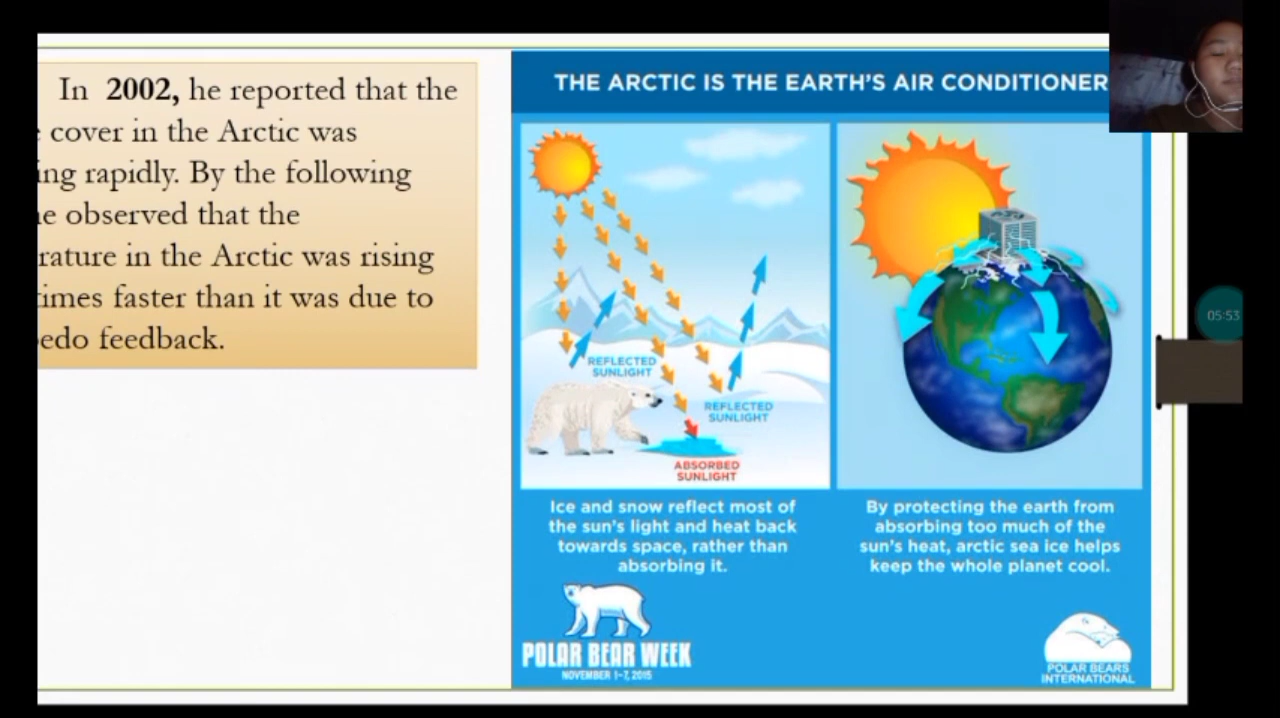 In 2002, he reported that the
cover in the Arctic was
ing rapidly. By the following
he observed that the
rature in the Arctic was rising
times faster than it was due to
edo feedback.
THE ARCTIC IS THE EARTH'S AIR CONDITIONER
REFLECTED
SUNLIGHT
REFLECTED
SUNLIGHT
ABSORBED
SUNLIGHT
Ice and snow reflect most of
the sun's light and heat back
towards space, rather than
absorbing it.
By protecting the earth from
absorbing too much of the
sun's heat, arctic sea ice helps
keep the whole planet cool.
POLAR BEAR WEEK
NOVEMBER 1-7, 2015
POLAR BEARS
INTERNATIONAL
05:53